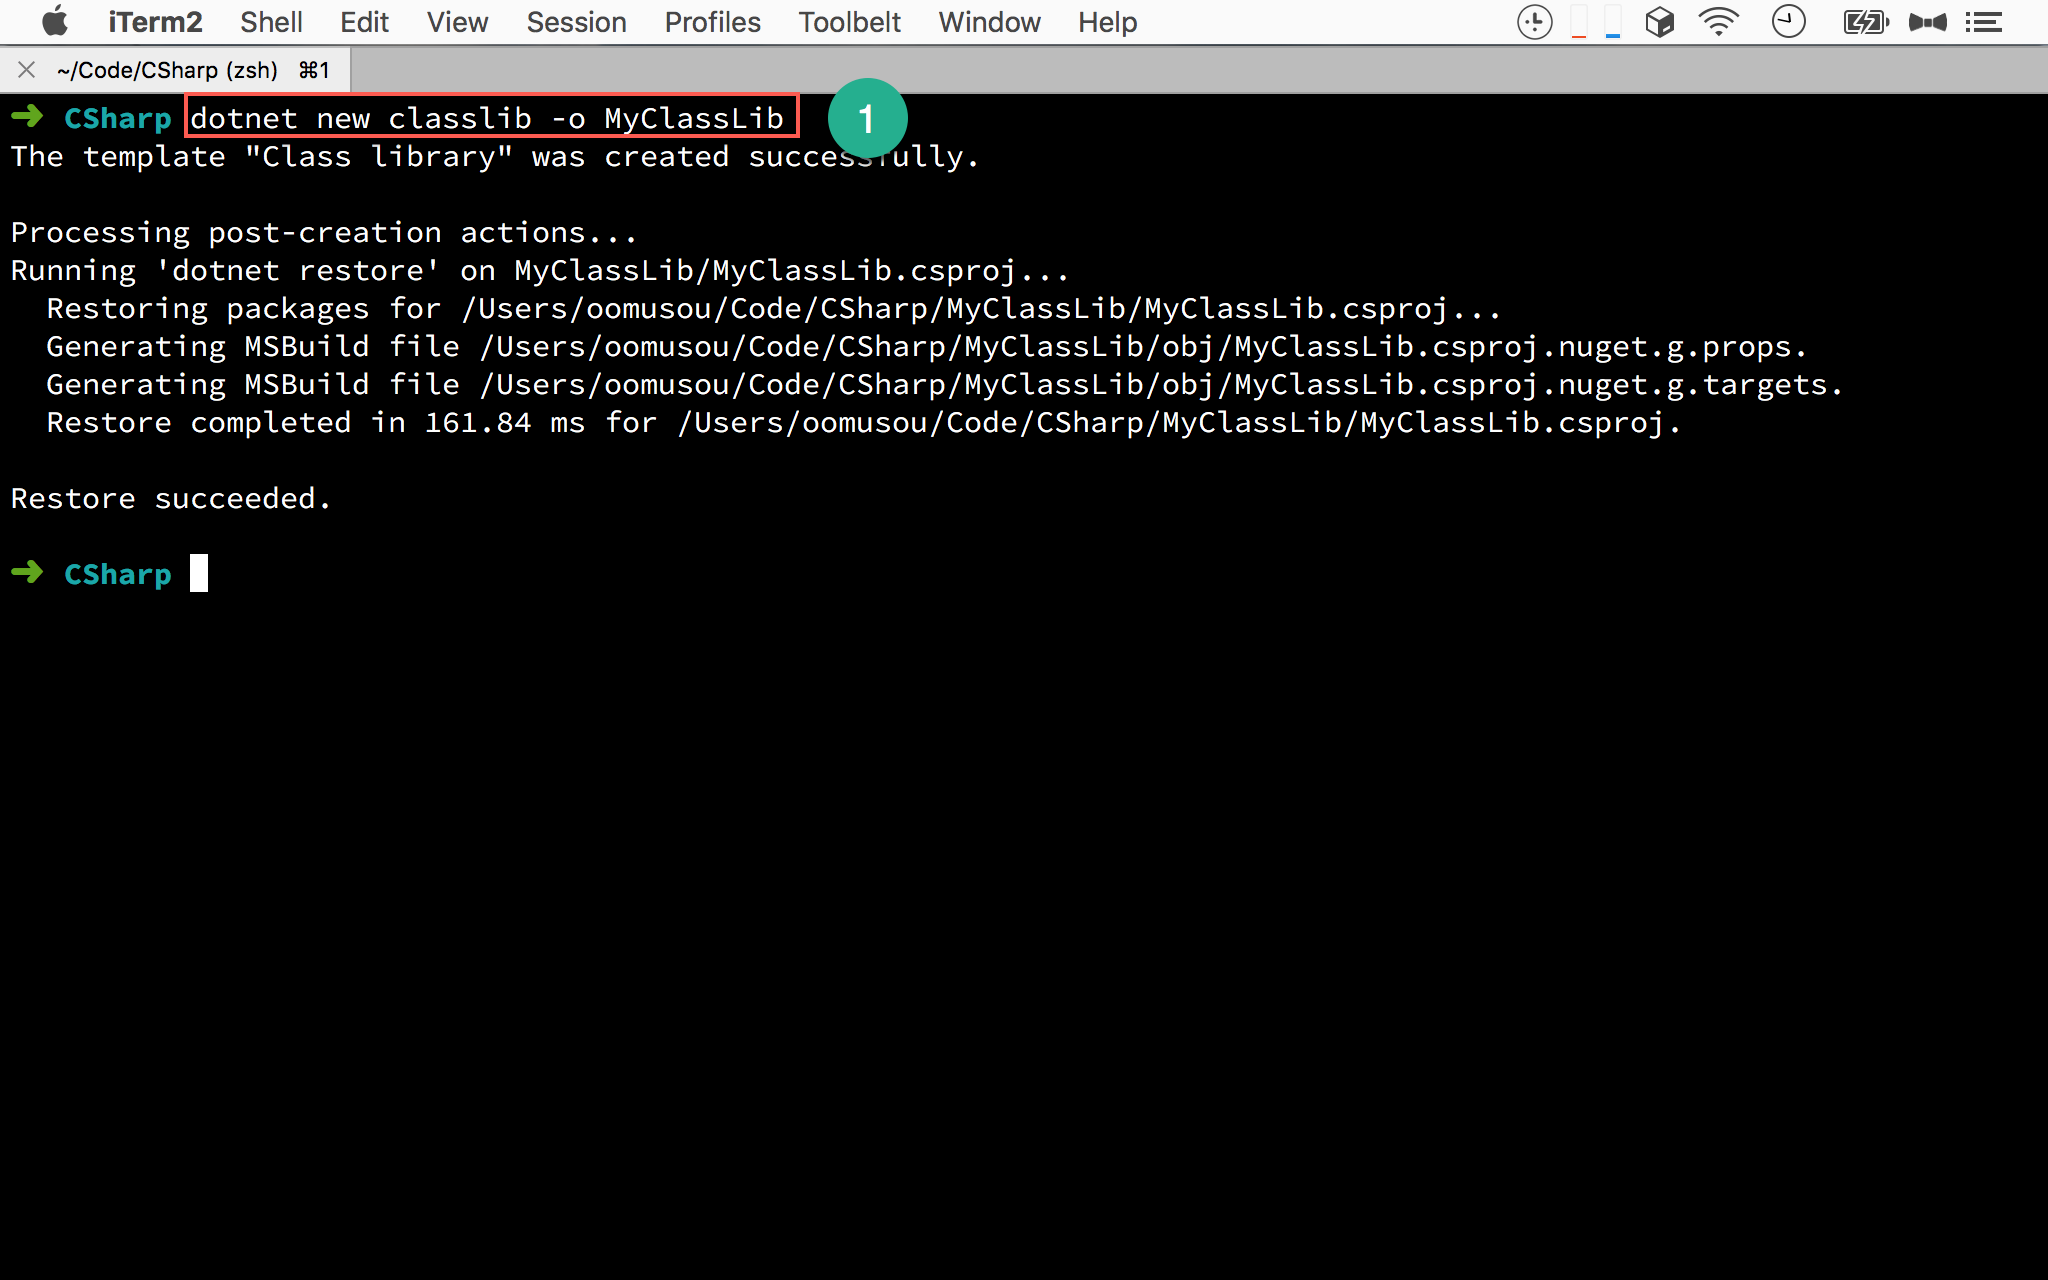 iTerm2 Shell Edit View Session Profiles Toolbelt Window Help
~/Code/CSharp (zsh) ⌘1
➜ CSharp dotnet new classlib -o MyClassLib 1
The template "Class library" was created successfully.
Processing post-creation actions...
Running 'dotnet restore' on MyClassLib/MyClassLib.csproj...
Restoring packages for /Users/oomusou/Code/CSharp/MyClassLib/MyClassLib.csproj...
Generating MSBuild file /Users/oomusou/Code/CSharp/MyClassLib/obj/MyClassLib.csproj.nuget.g.props.
Generating MSBuild file /Users/oomusou/Code/CSharp/MyClassLib/obj/MyClassLib.csproj.nuget.g.targets.
Restore completed in 161.84 ms for /Users/oomusou/Code/CSharp/MyClassLib/MyClassLib.csproj.
Restore succeeded.
➜ CSharp